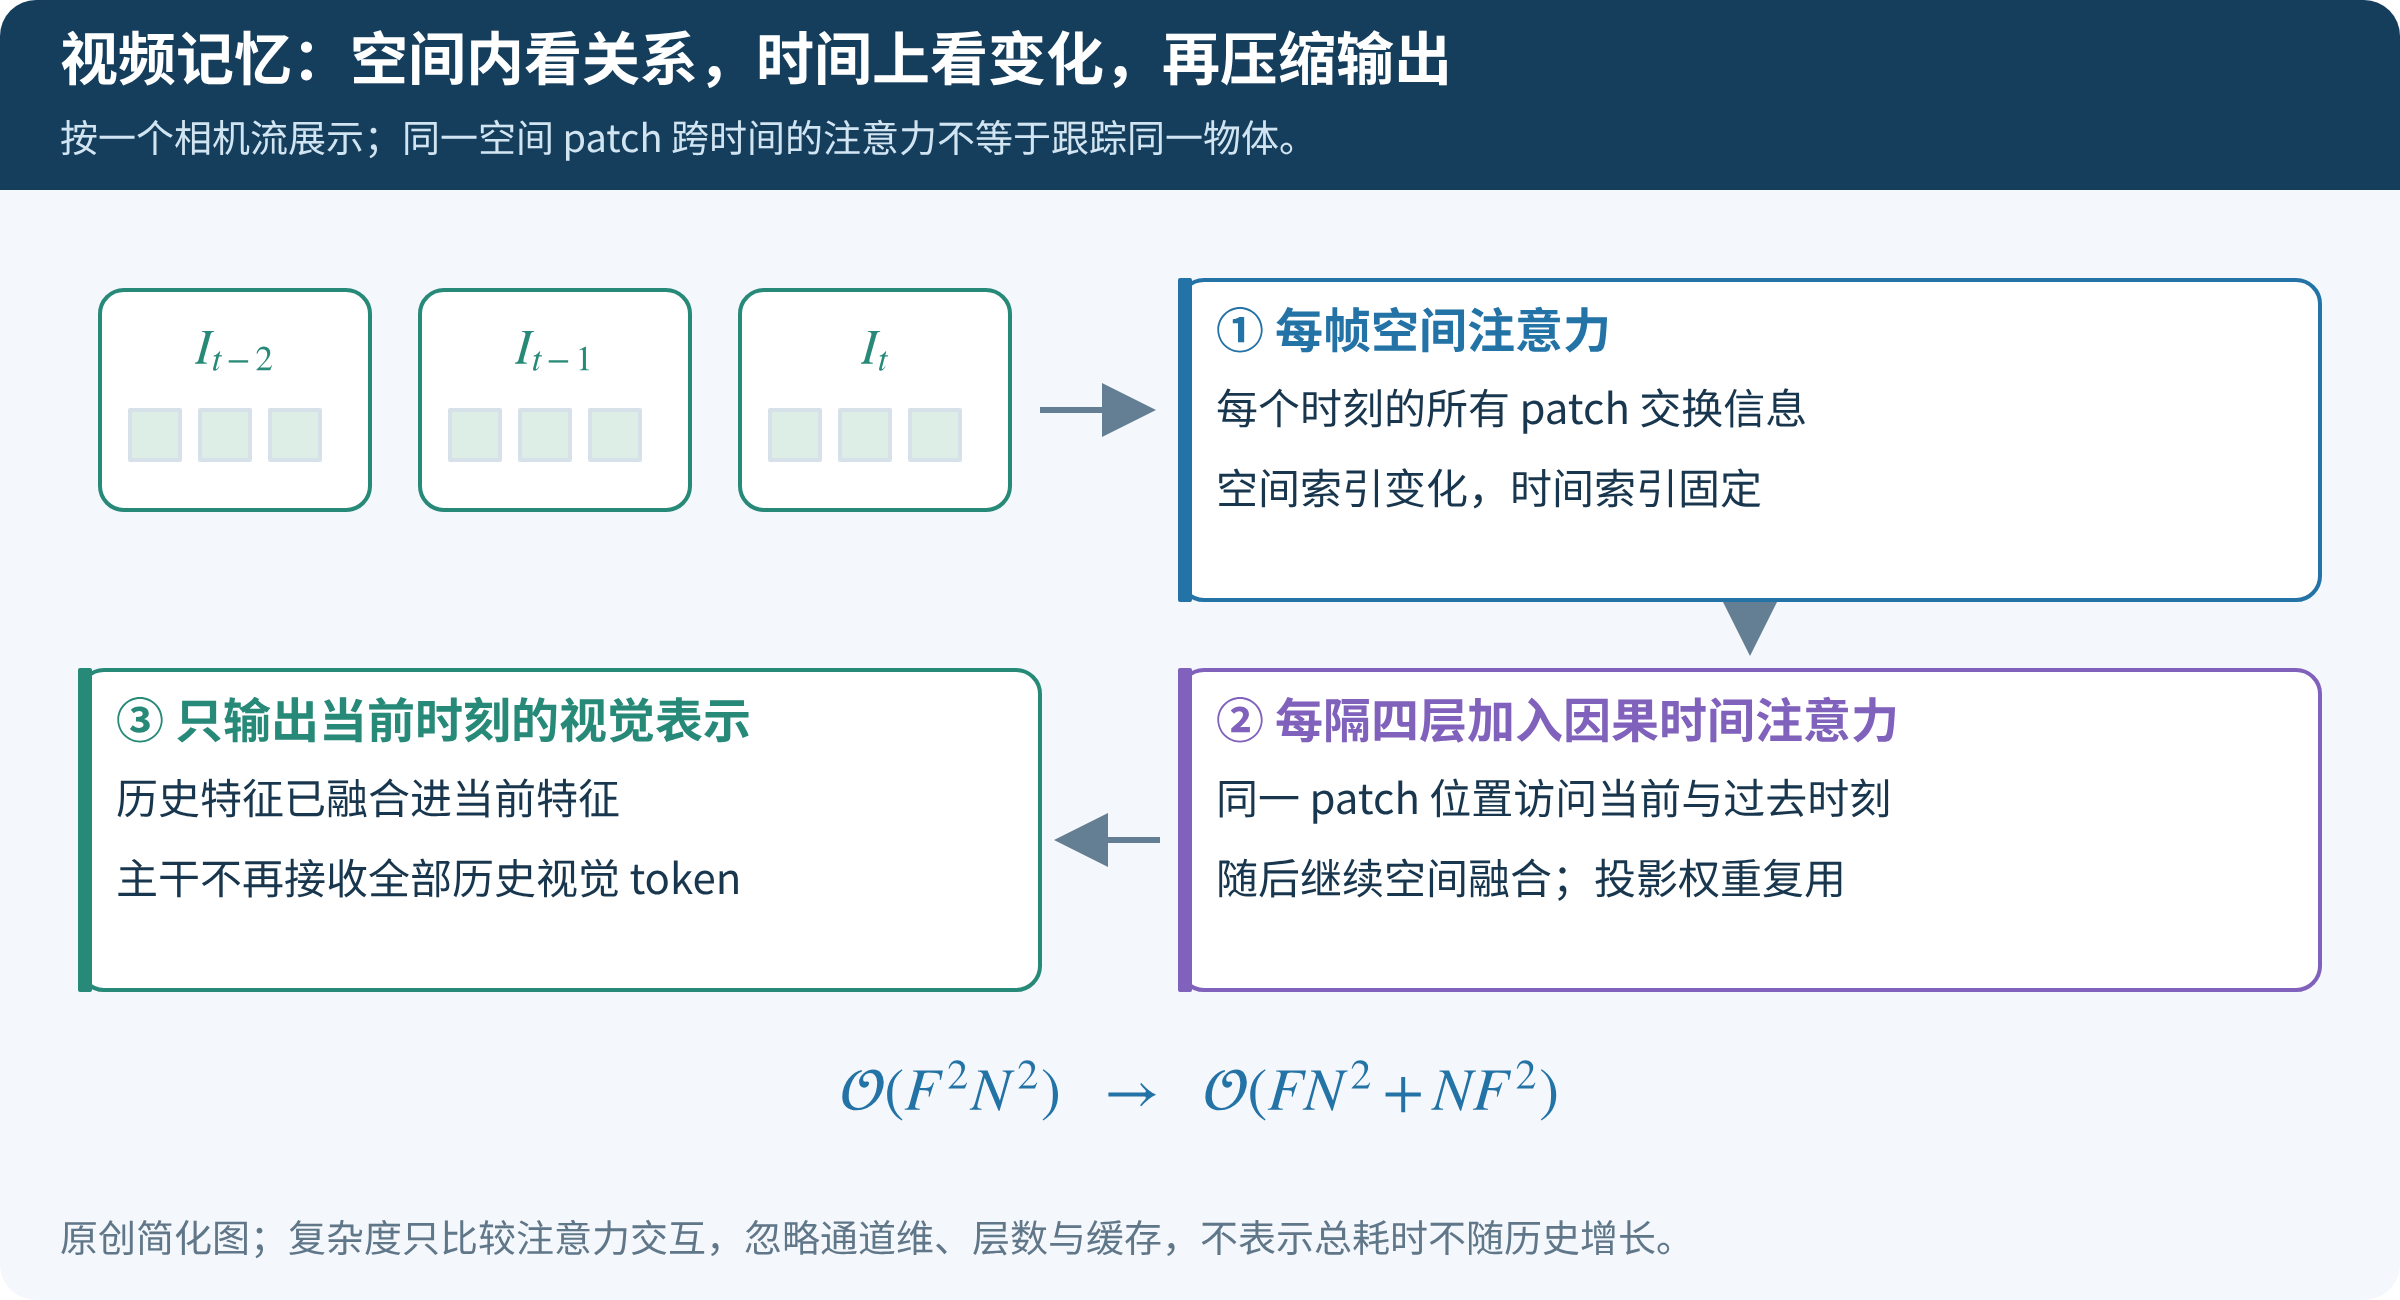 视频记忆：空间内看关系，时间上看变化，再压缩输出
按一个相机流展示；同一空间 patch 跨时间的注意力不等于跟踪同一物体。
I_{t-2}
I_{t-1}
I_t
① 每帧空间注意力
每个时刻的所有 patch 交换信息
空间索引变化，时间索引固定
② 每隔四层加入因果时间注意力
同一 patch 位置访问当前与过去时刻
随后继续空间融合；投影权重复用
③ 只输出当前时刻的视觉表示
历史特征已融合进当前特征
主干不再接收全部历史视觉 token
𝒪(F²N²) → 𝒪(FN² + NF²)
原创简化图；复杂度只比较注意力交互，忽略通道维、层数与缓存，不表示总耗时不随历史增长。